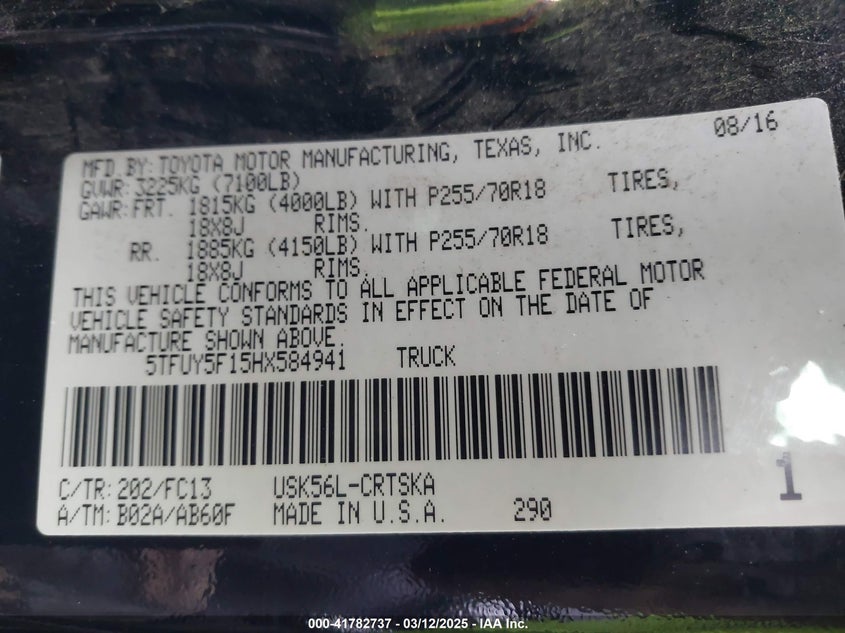 MFD.BY:TOYOTA MOTOR MANUFACTURING, TEXAS, INC. 08/16
GVWR:3225KG (7100LB)
GAWR:FRT. 1815KG (4000LB) WITH P255/70R18 TIRES,
18X8J RIMS.
RR. 1885KG (4150LB) WITH P255/70R18 TIRES,
18X8J RIMS.
THIS VEHICLE CONFORMS TO ALL APPLICABLE FEDERAL MOTOR
VEHICLE SAFETY STANDARDS IN EFFECT ON THE DATE OF
MANUFACTURE SHOWN ABOVE.
5TFUY5F15HX584941 TRUCK
C/TR:202/FC13 USK56L-CRTSKA 1
A/TM:B02A/AB60F MADE IN U.S.A. 290
000-41782737 - 03/12/2025 - IAA Inc.